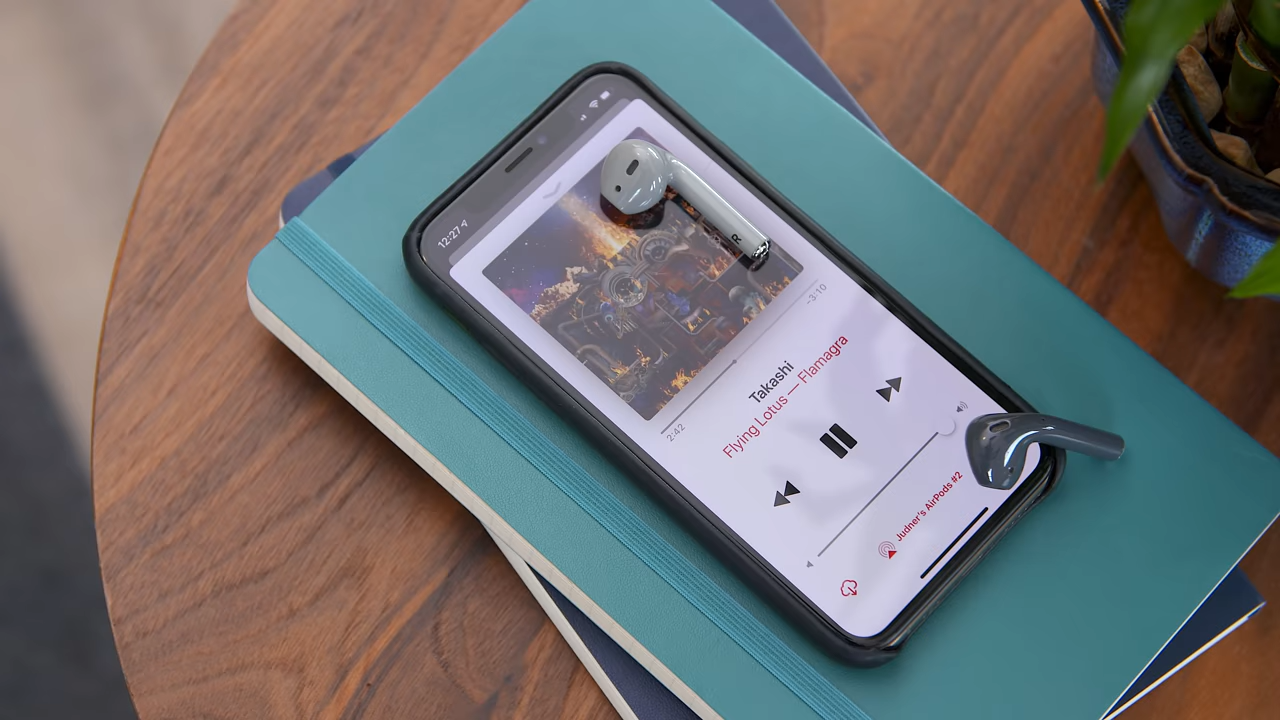 12:27
R
2:42
-3:10
Takashi
Flying Lotus — Flamagra
Judner's AirPods #2